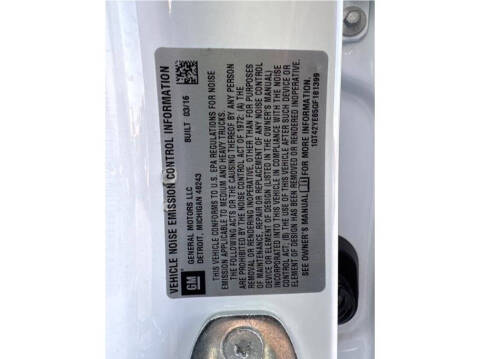 VEHICLE NOISE EMISSION CONTROL INFORMATION
GM
GENERAL MOTORS LLC
DETROIT, MICHIGAN 48243
BUILT 03/16
THIS VEHICLE CONFORMS TO U.S. EPA REGULATIONS FOR NOISE
EMISSION APPLICABLE TO MEDIUM AND HEAVY TRUCKS.
THE FOLLOWING ACTS OR THE CAUSING THEREOF BY ANY PERSON
ARE PROHIBITED BY THE NOISE CONTROL ACT OF 1972: (A) THE
REMOVAL OR RENDERING INOPERATIVE, OTHER THAN FOR PURPOSES
OF MAINTENANCE, REPAIR OR REPLACEMENT OF ANY NOISE CONTROL
DEVICE OR ELEMENT OF DESIGN (LISTED IN THE OWNER'S MANUAL)
INCORPORATED INTO THIS VEHICLE IN COMPLIANCE WITH THE NOISE
CONTROL ACT; (B) THE USE OF THIS VEHICLE AFTER SUCH DEVICE OR
ELEMENT OF DESIGN HAS BEEN REMOVED OR RENDERED INOPERATIVE.
SEE OWNER'S MANUAL FOR MORE INFORMATION.
1GT42YE85GF181399